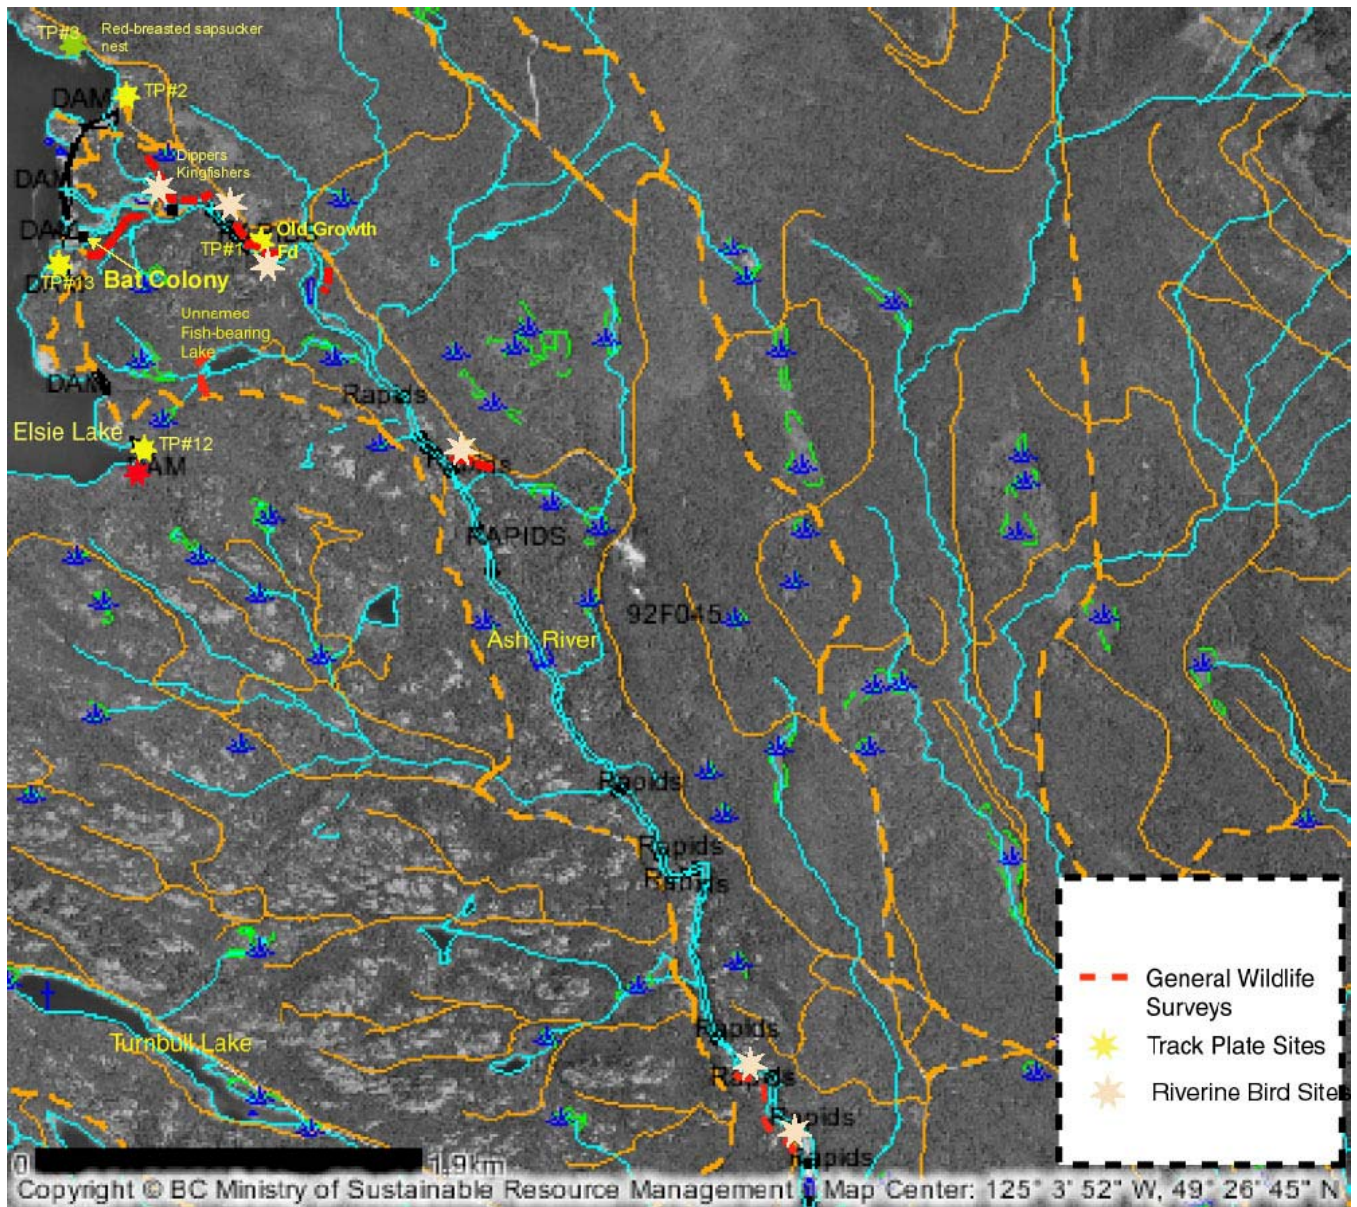 TP#3
Red-breasted sapsucker
nest
DAM
TP#2
Dippers
Kingfishers
DAM
DAM
TP#1
Old Growth
Fd
TP#13
Bat Colony
Unnamed
Fish-bearing
Lake
DAM
Rapids
Elsie Lake
TP#12
DAM
Rapids
RAPIDS
92F045
Ash River
Rapids
Rapids
Rapids
General Wildlife
Surveys
Turnbull Lake
Rapids
Track Plate Sites
Rapids
Riverine Bird Sites
Rapids
Rapids
0
1.9km
Copyright © BC Ministry of Sustainable Resource Management
Map Center: 125° 3' 52" W, 49° 26' 45" N